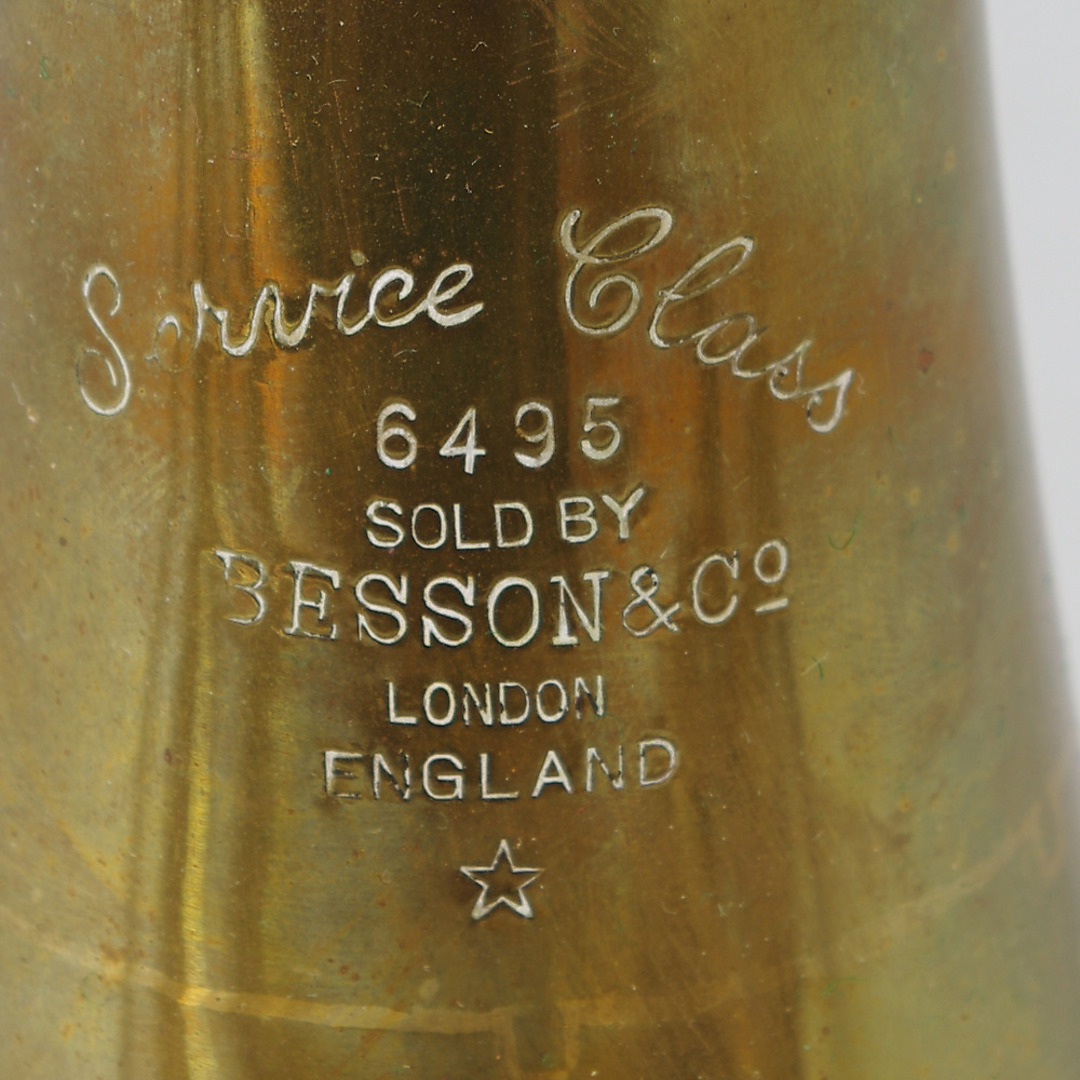 Service Class
6495
SOLD BY
BESSON & Cº
LONDON
ENGLAND